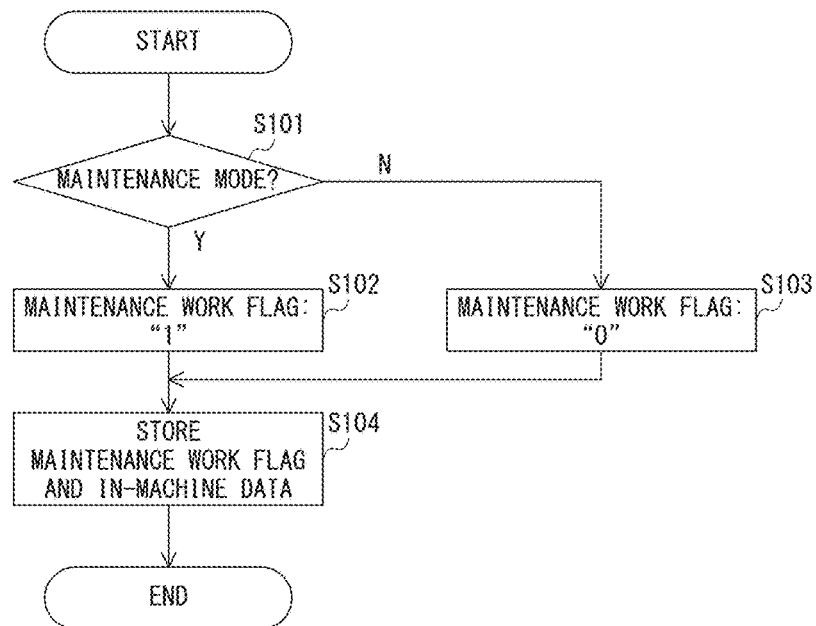 START
S101
MAINTENANCE MODE?
N
Y
S102
MAINTENANCE WORK FLAG:
“1”
S103
MAINTENANCE WORK FLAG:
“0”
S104
STORE
MAINTENANCE WORK FLAG
AND IN-MACHINE DATA
END